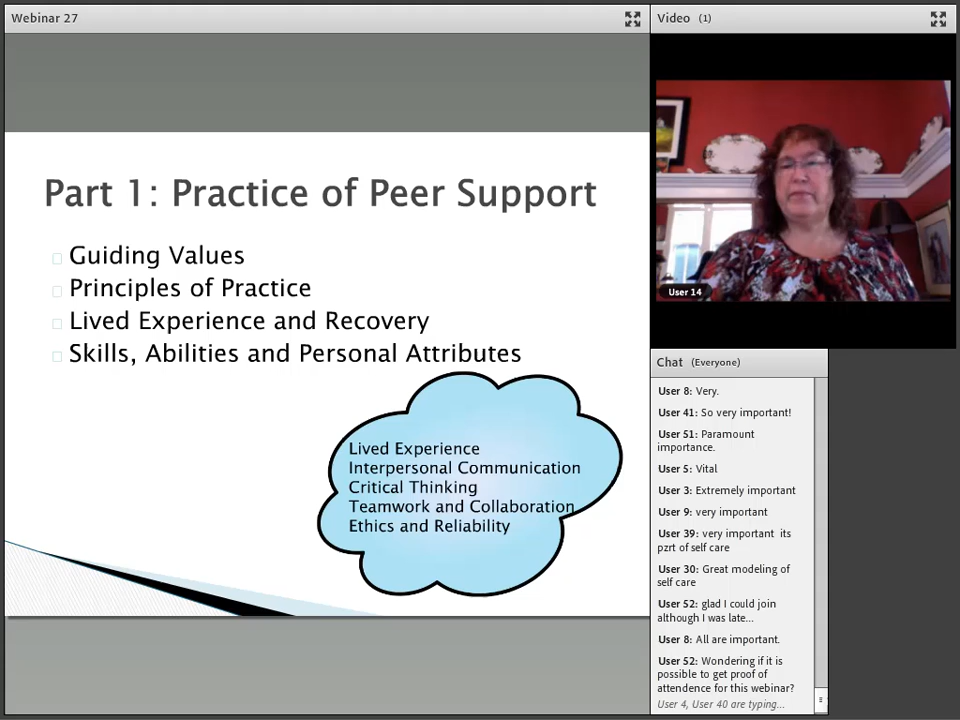 Webinar 27
Video (1)
Part 1: Practice of Peer Support
Guiding Values
Principles of Practice
Lived Experience and Recovery
Skills, Abilities and Personal Attributes
Lived Experience
Interpersonal Communication
Critical Thinking
Teamwork and Collaboration
Ethics and Reliability
User 14
Chat (Everyone)
User 8: Very.
User 41: So very important!
User 51: Paramount
importance.
User 5: Vital
User 3: Extremely important
User 9: very important
User 39: very important its
pzrt of self care
User 30: Great modeling of
self care
User 52: glad I could join
although I was late...
User 8: All are important.
User 52: Wondering if it is
possible to get proof of
attendence for this webinar?
User 4, User 40 are typing...